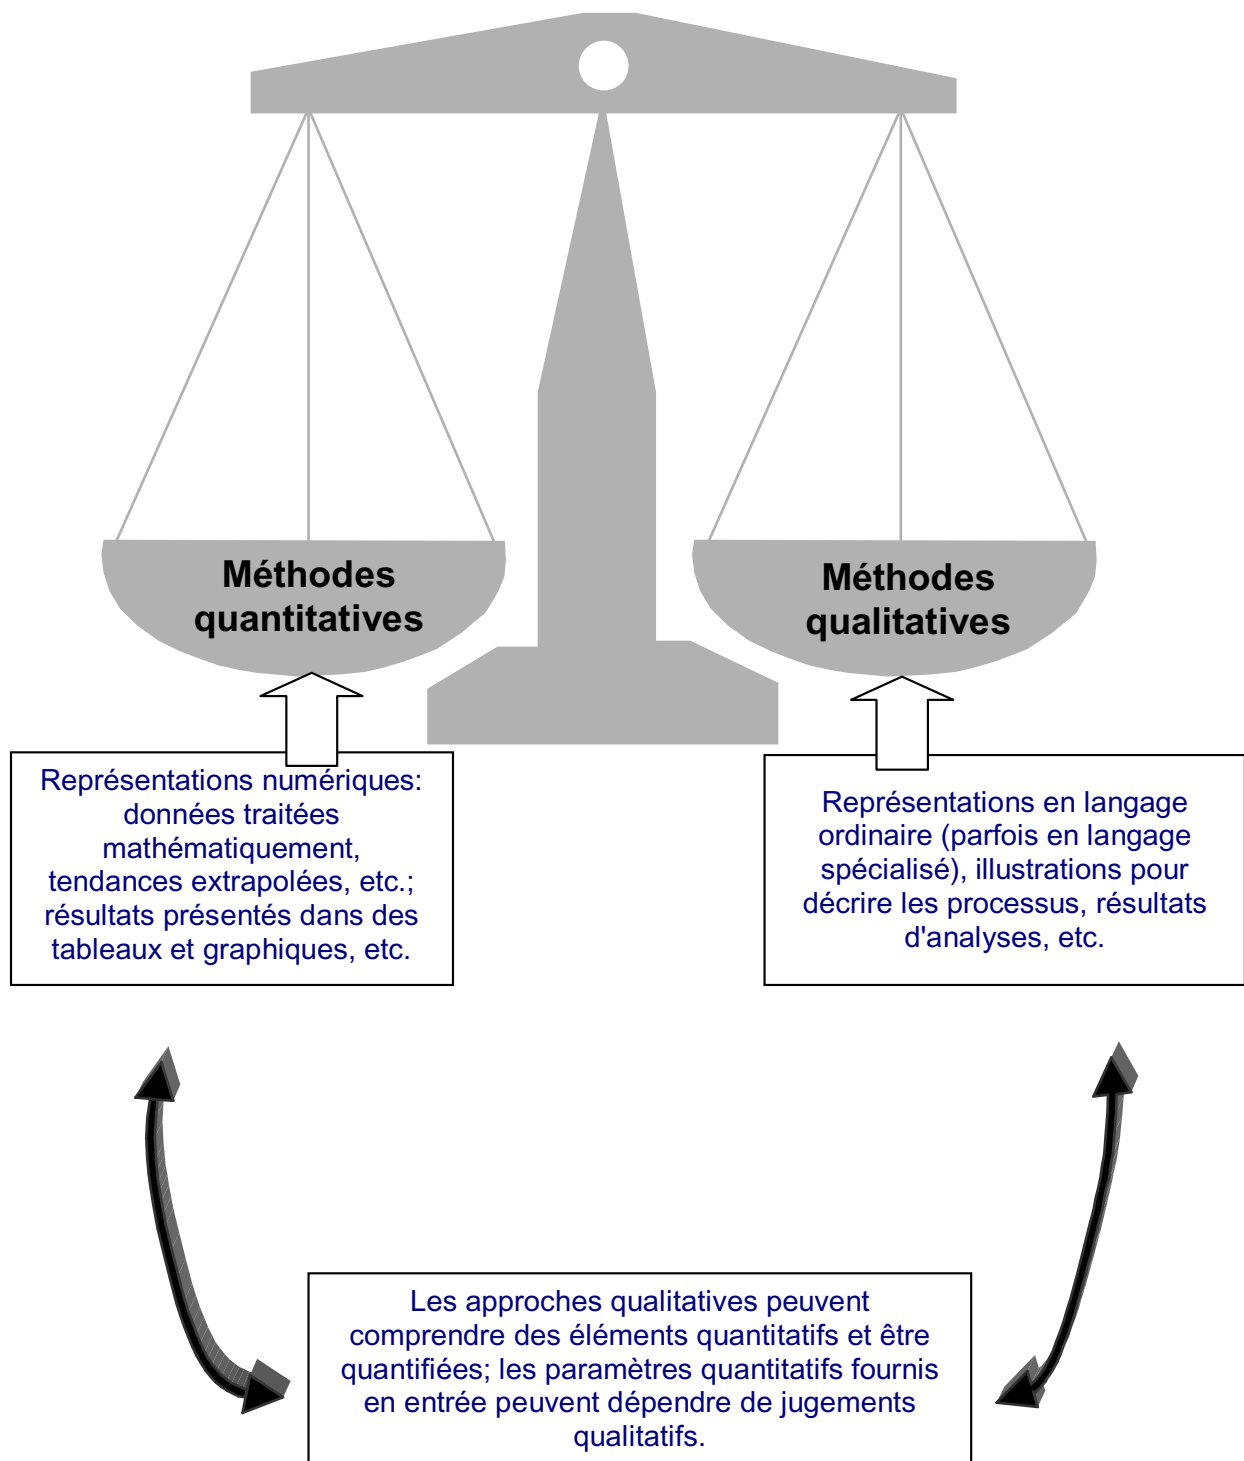 Méthodes
quantitatives
Méthodes
qualitatives
Représentations numériques:
données traitées
mathématiquement,
tendances extrapolées, etc.;
résultats présentés dans des
tableaux et graphiques, etc.
Représentations en langage
ordinaire (parfois en langage
spécialisé), illustrations pour
décrire les processus, résultats
d'analyses, etc.
Les approches qualitatives peuvent
comprendre des éléments quantitatifs et être
quantifiées; les paramètres quantitatifs fournis
en entrée peuvent dépendre de jugements
qualitatifs.